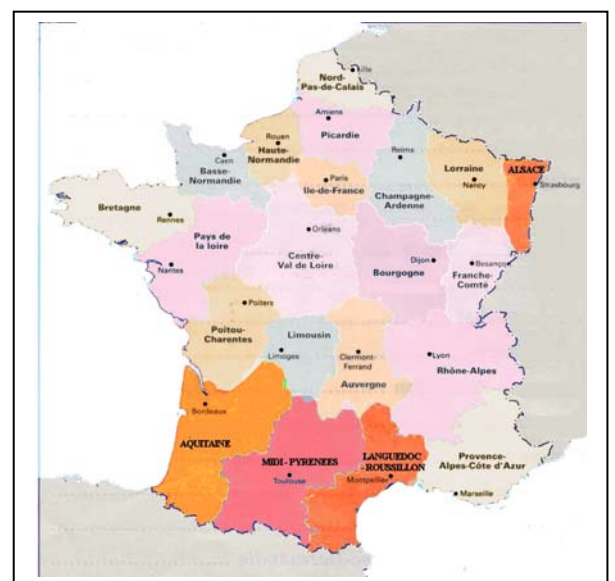 Nord-
Lille
Pas-de-Calais
Amiens
Picardie
Rouen
Haute-
Normandie
Caen
Basse-
Normandie
Reims
Champagne-
Ardenne
Lorraine
Nancy
ALSACE
Strasbourg
Paris
Ile-de-France
Bretagne
Rennes
Pays de
la loire
Nantes
Orléans
Centre-
Val de Loire
Dijon
Bourgogne
Besançon
Franche-
Comté
Poitiers
Poitou-
Charentes
Limousin
Limoges
Clermont-
Ferrand
Auvergne
Lyon
Rhône-Alpes
Bordeaux
AQUITAINE
MIDI - PYRENEES
Toulouse
LANGUEDOC
- ROUSSILLON
Montpellier
Provence-
Alpes-Côte d'Azur
Marseille